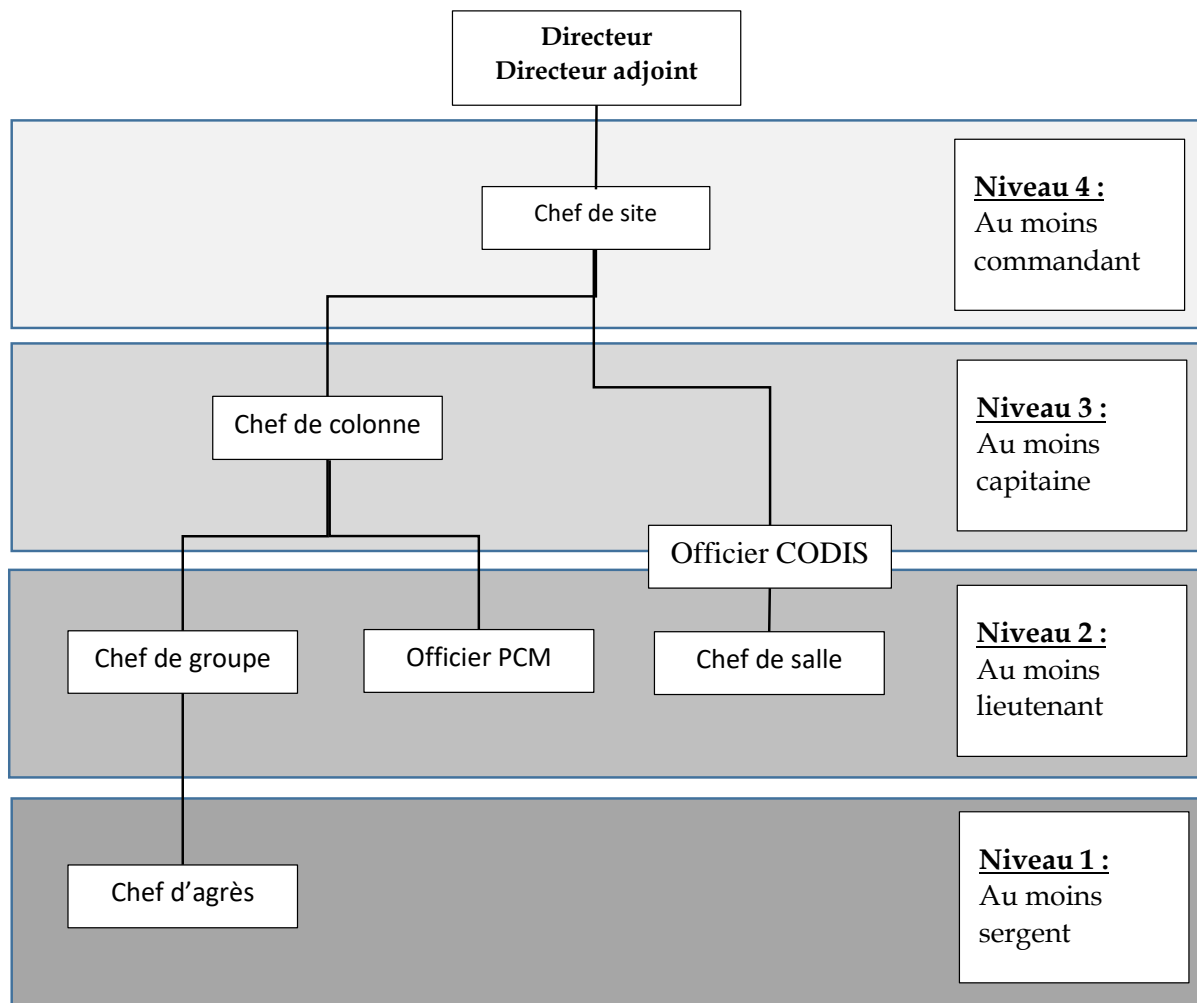 Directeur
Directeur adjoint
Chef de site
Niveau 4 :
Au moins
commandant
Chef de colonne
Niveau 3 :
Au moins
capitaine
Officier CODIS
Chef de groupe
Officier PCM
Chef de salle
Niveau 2 :
Au moins
lieutenant
Chef d’agrès
Niveau 1 :
Au moins
sergent